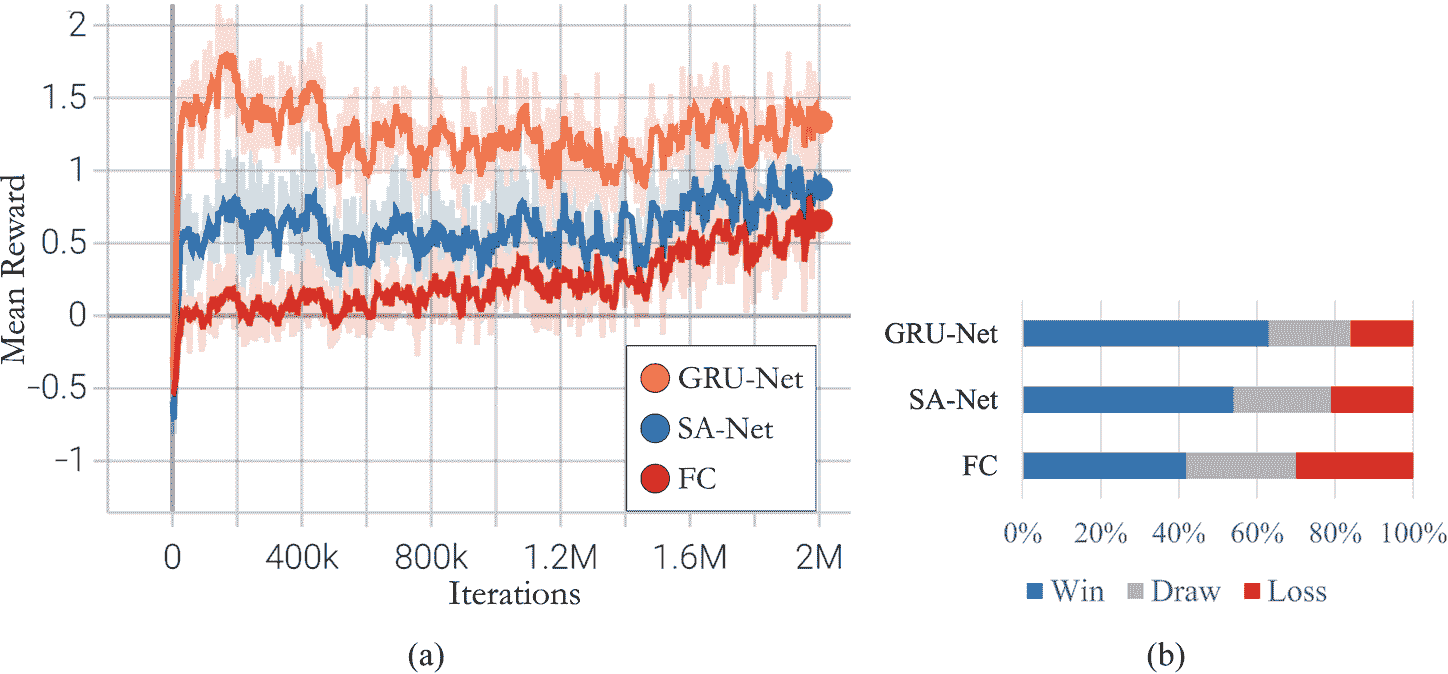 2
1.5
1
0.5
0
−0.5
−1
Mean Reward
GRU-Net
SA-Net
FC
0 400k 800k 1.2M 1.6M 2M
Iterations
(a)
GRU-Net
SA-Net
FC
0% 20% 40% 60% 80% 100%
Win Draw Loss
(b)